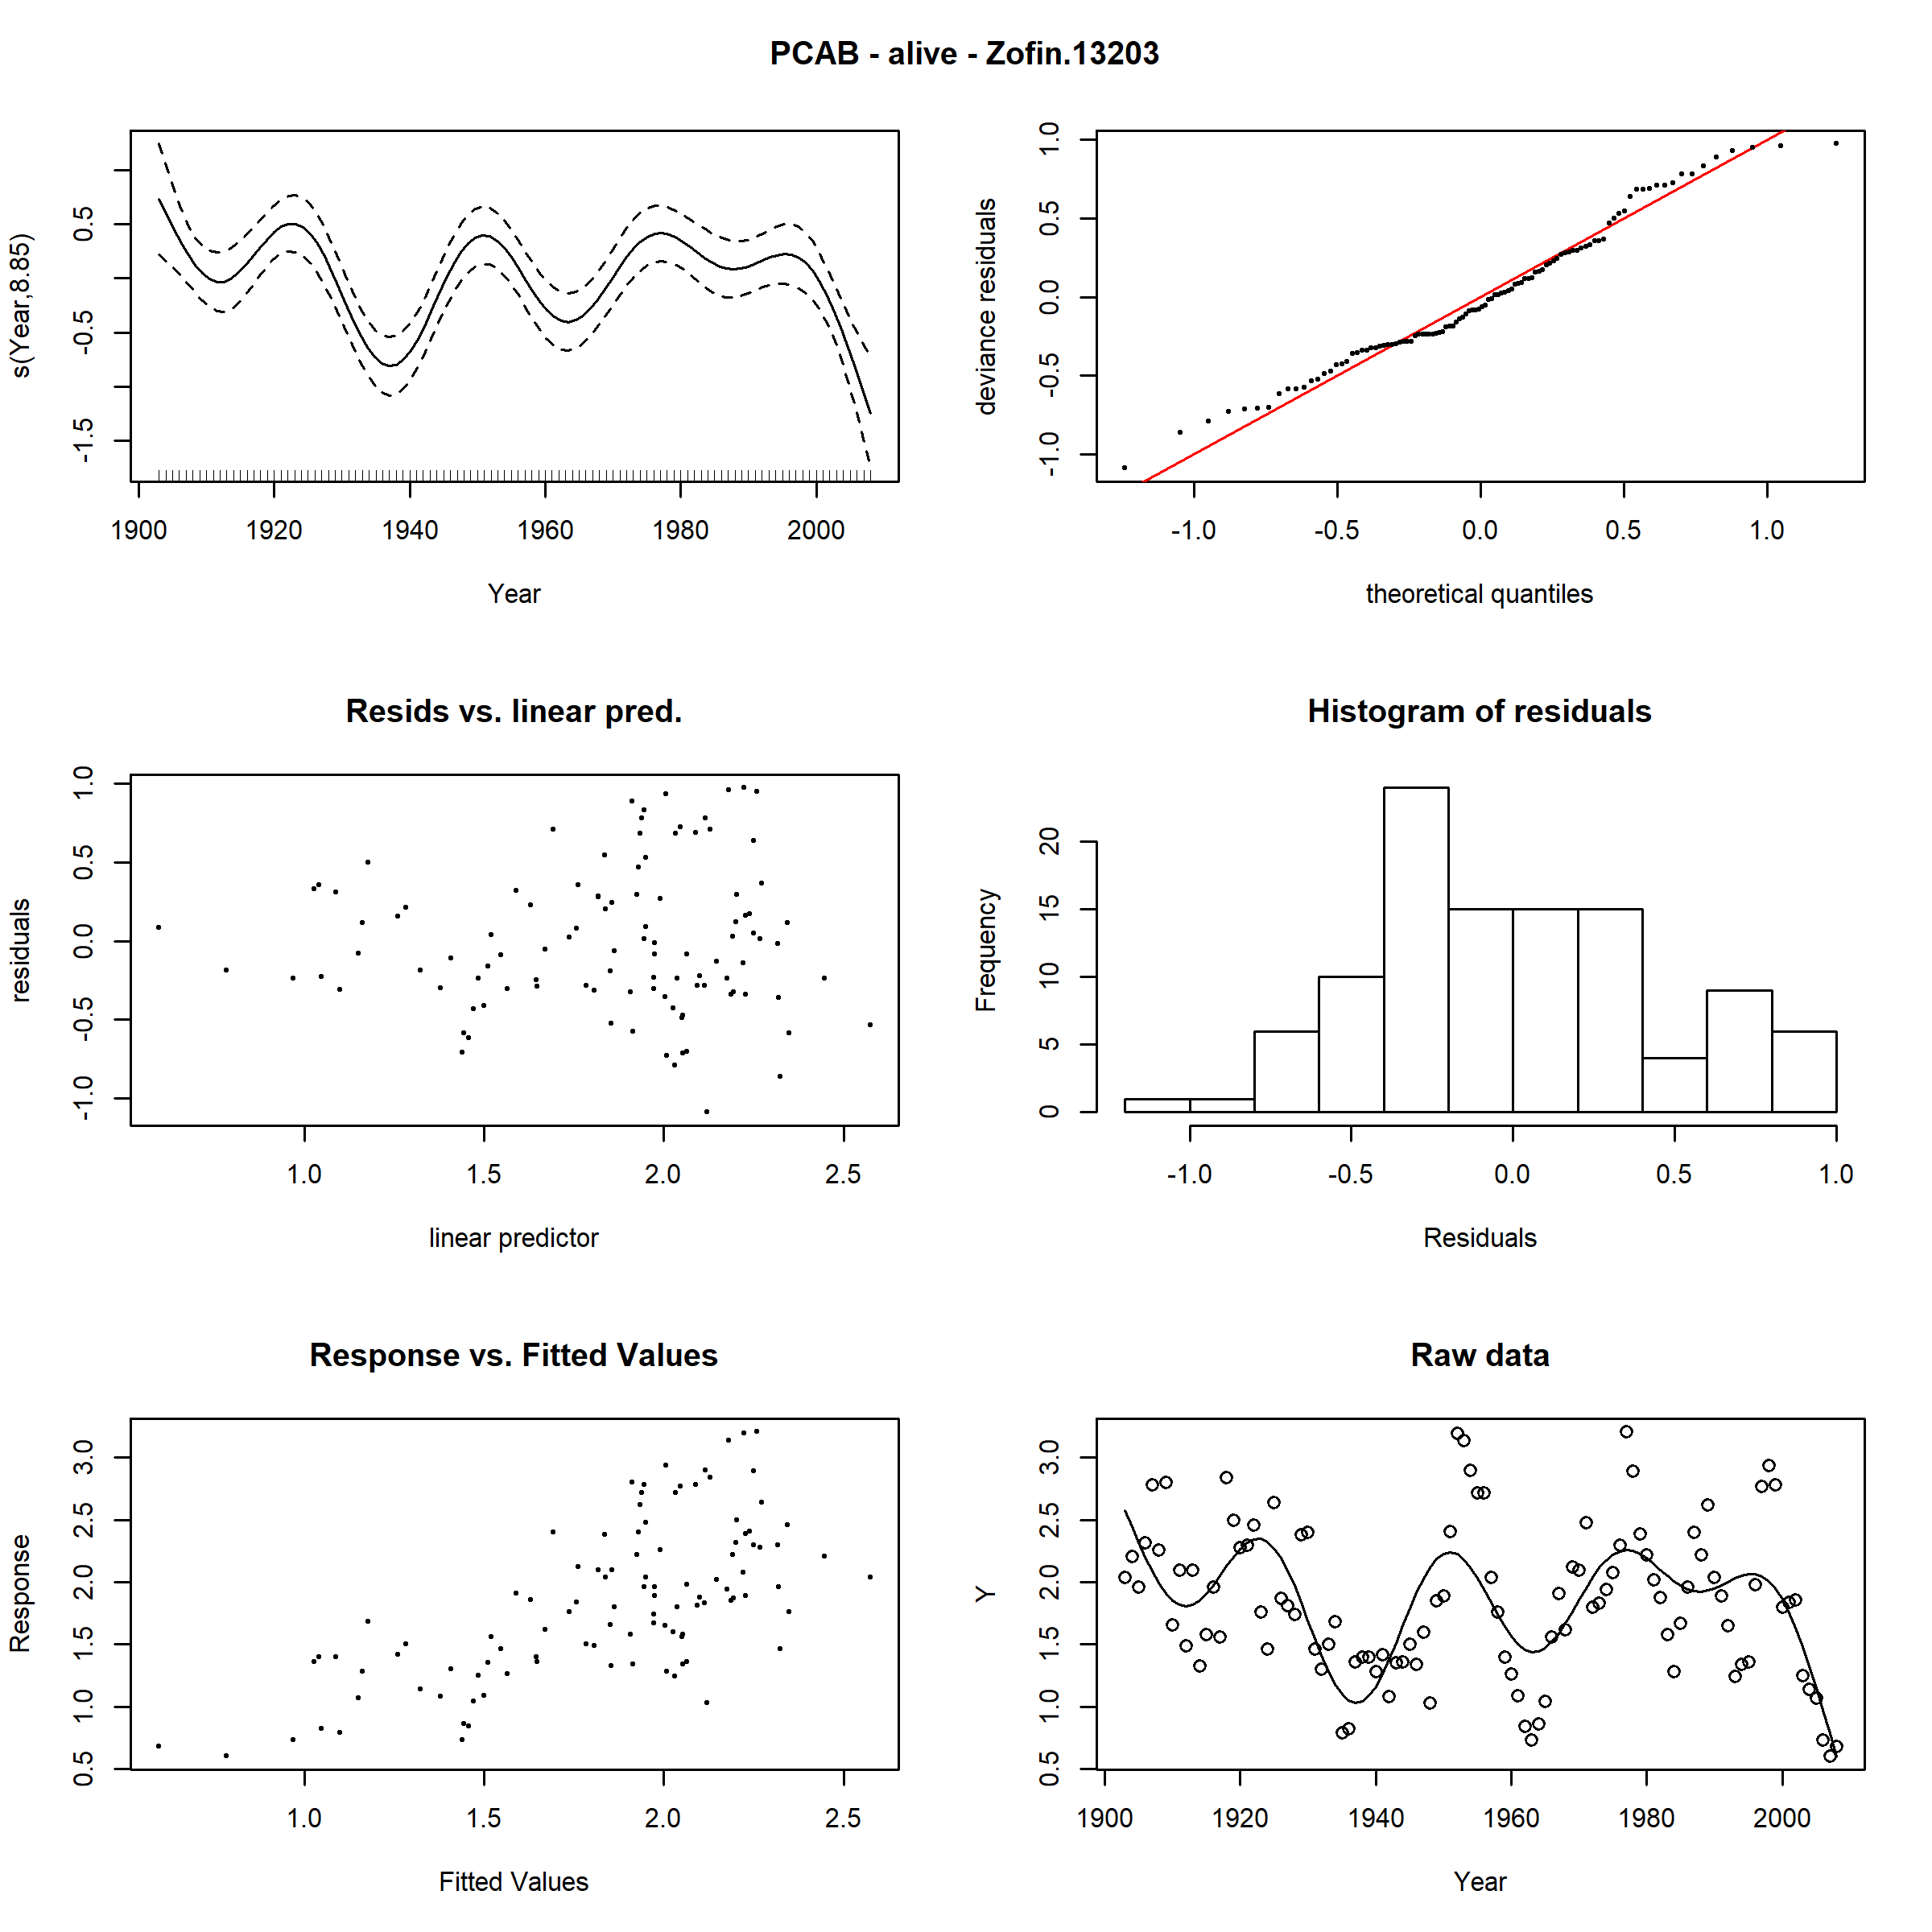 PCAB - alive - Zofin.13203
s(Year,8.85)
-1.5
-0.5
0.5
1900 1920 1940 1960 1980 2000
Year
deviance residuals
-1.0 -0.5 0.0 0.5 1.0
-1.0 -0.5 0.0 0.5 1.0
theoretical quantiles
Resids vs. linear pred.
residuals
-1.0 -0.5 0.0 0.5 1.0
1.0 1.5 2.0 2.5
linear predictor
Histogram of residuals
Frequency
0 5 10 15 20
-1.0 -0.5 0.0 0.5 1.0
Residuals
Response vs. Fitted Values
Response
0.5 1.0 1.5 2.0 2.5 3.0
1.0 1.5 2.0 2.5
Fitted Values
Raw data
Y
0.5 1.0 1.5 2.0 2.5 3.0
1900 1920 1940 1960 1980 2000
Year